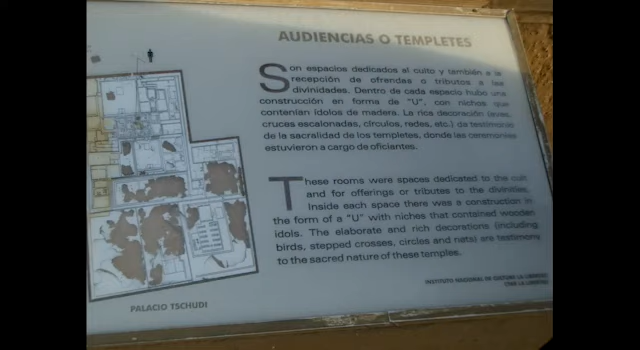 AUDIENCIAS O TEMPLETES
Son espacios dedicados al culto y también a la
recepción de ofrendas o tributos a las
divinidades. Dentro de cada espacio hubo una
construcción en forma de "U", con nichos que
contenían ídolos de madera. La rica decoración (aves,
cruces escalonadas, círculos, redes, etc.) da testimonio
de la sacralidad de los templetes, donde las ceremonias
estuvieron a cargo de oficiantes.
These rooms were spaces dedicated to the cult
and for offerings or tributes to the divinities.
Inside each space there was a construction in
the form of a "U" with niches that contained wooden
idols. The elaborate and rich decorations (including
birds, stepped crosses, circles and nets) are testimony
to the sacred nature of these temples.
INSTITUTO NACIONAL DE CULTURA LA LIBERTAD
PALACIO TSCHUDI